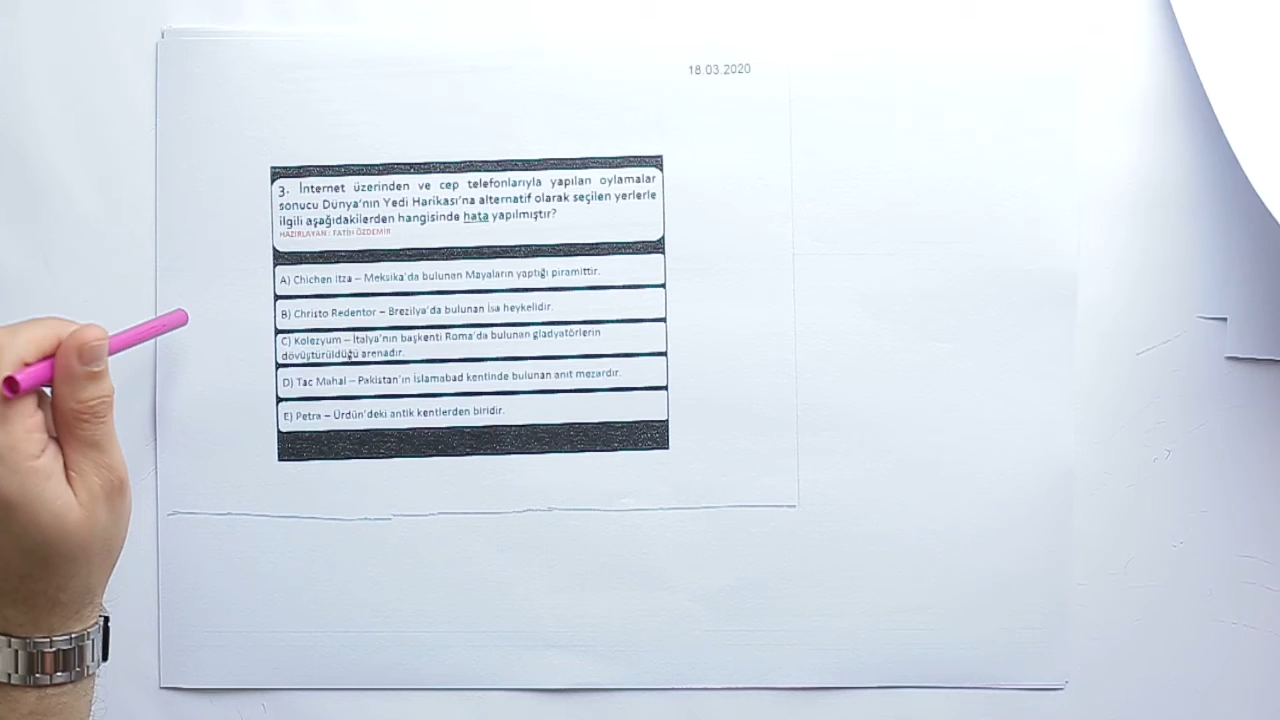 18.03.2020
3. İnternet üzerinden ve cep telefonlarıyla yapılan oylamalar
sonucu Dünya'nın Yedi Harikası'na alternatif olarak seçilen yerlerle
ilgili aşağıdakilerden hangisinde hata yapılmıştır?
HAZIRLAYAN : FATİH ÖZDEMİR
A) Chichen Itza – Meksika'da bulunan Mayaların yaptığı piramittir.
B) Christo Redentor – Brezilya'da bulunan İsa heykelidir.
C) Kolezyum – İtalya'nın başkenti Roma'da bulunan gladyatörlerin
dövüştürüldüğü arenadır.
D) Tac Mahal – Pakistan'ın İslamabad kentinde bulunan anıt mezardır.
E) Petra – Ürdün'deki antik kentlerden biridir.